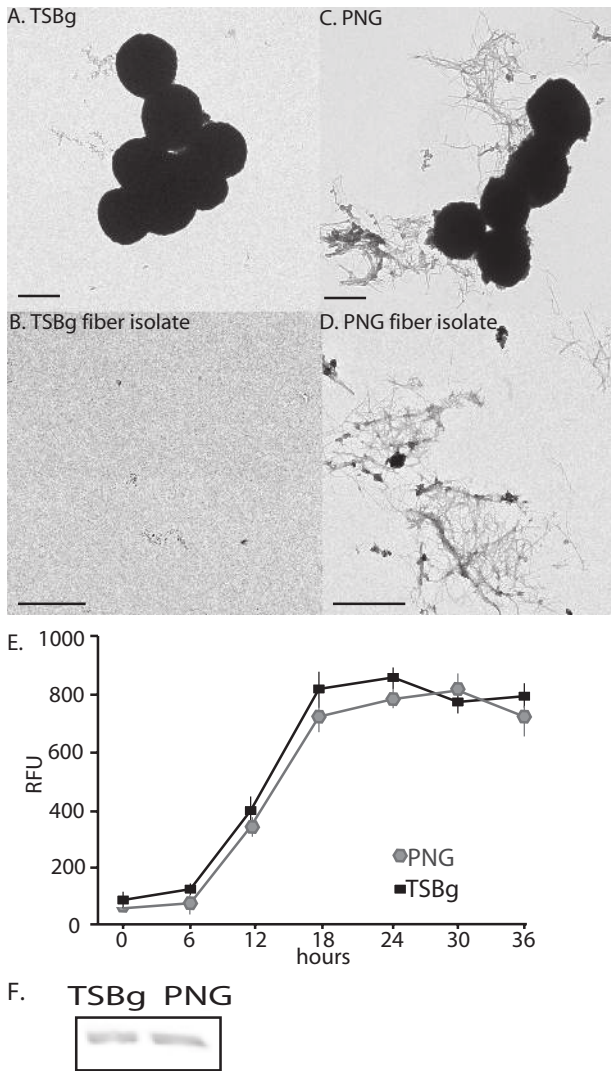 A. TSBg
C. PNG
B. TSBg fiber isolate
D. PNG fiber isolate
E.
1000
800
600
400
200
0
RFU
PNG
TSBg
0 6 12 18 24 30 36
hours
F.
TSBg PNG